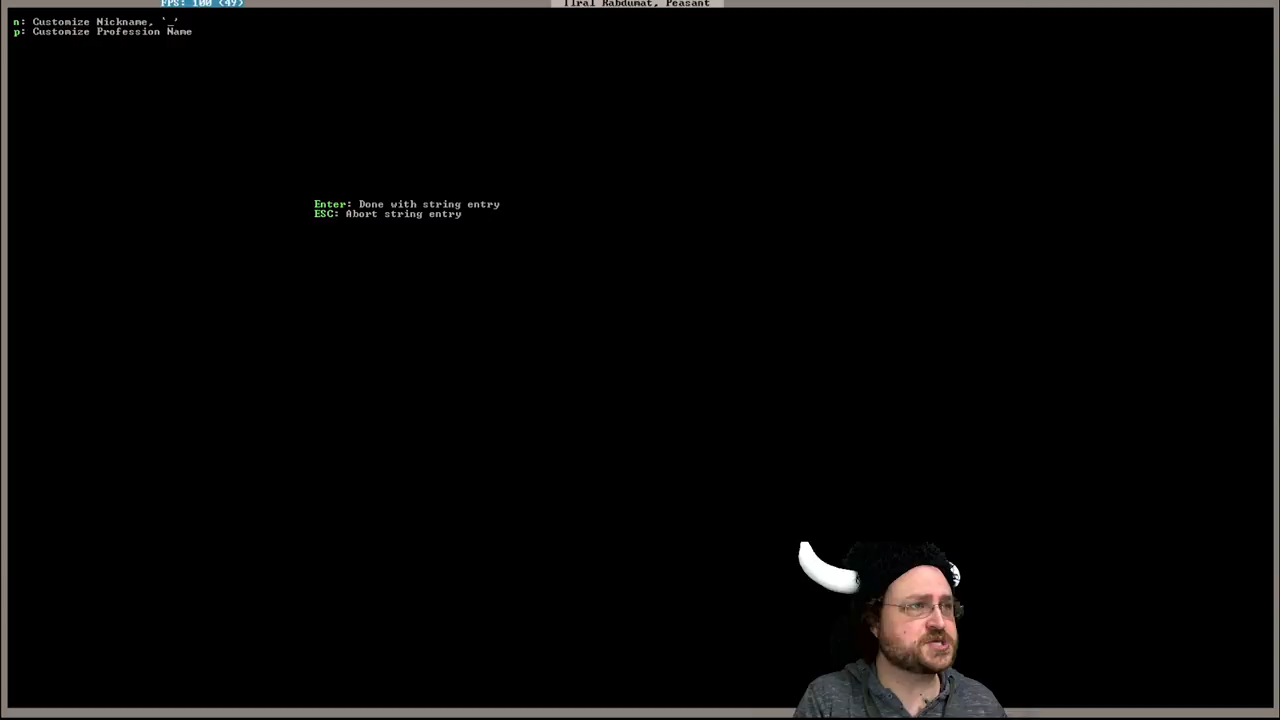 FPS: 100 (49)
Rabdumat, Peasant
n: Customize Nickname, `_'
p: Customize Profession Name
Enter: Done with string entry
ESC: Abort string entry